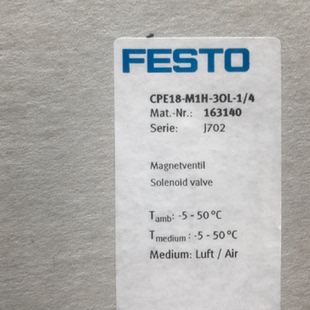 FESTO
CPE18-M1H-3OL-1/4
Mat.-Nr.: 163140
Serie: J702
Magnetventil
Solenoid valve
Tamb: -5 - 50 °C
Tmedium: -5 - 50 °C
Medium: Luft / Air